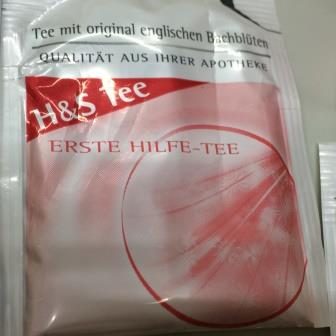 Tee mit original englischen Bachblüten
QUALITÄT AUS IHRER APOTHEKE
H&S Tee
ERSTE HILFE-TEE